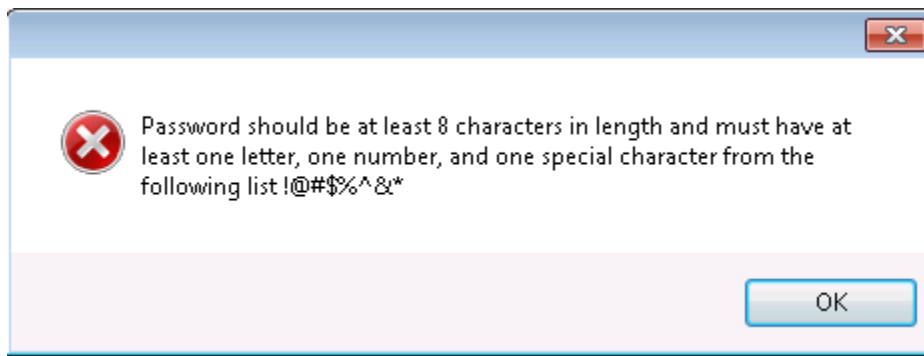 Password should be at least 8 characters in length and must have at
least one letter, one number, and one special character from the
following list !@#$%^&*
OK